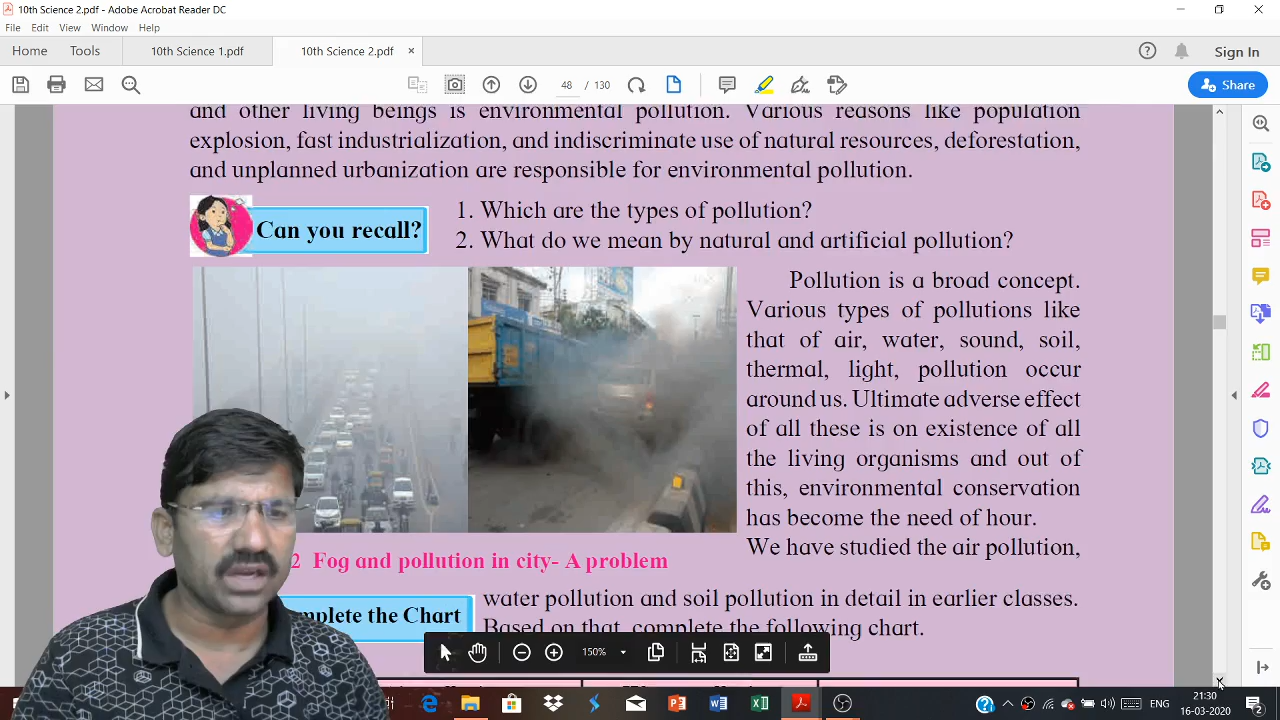 10th Science 2.pdf - Adobe Acrobat Reader DC
File Edit View Window Help
Home Tools 10th Science 1.pdf 10th Science 2.pdf × Sign In
48 / 130 Share
and other living beings is environmental pollution. Various reasons like population
explosion, fast industrialization, and indiscriminate use of natural resources, deforestation,
and unplanned urbanization are responsible for environmental pollution.
Can you recall?
1. Which are the types of pollution?
2. What do we mean by natural and artificial pollution?
Pollution is a broad concept.
Various types of pollutions like
that of air, water, sound, soil,
thermal, light, pollution occur
around us. Ultimate adverse effect
of all these is on existence of all
the living organisms and out of
this, environmental conservation
has become the need of hour.
We have studied the air pollution,
2 Fog and pollution in city- A problem
mplete the Chart
water pollution and soil pollution in detail in earlier classes.
Based on that, complete the following chart.
150%
ENG
21:30
16-03-2020
2